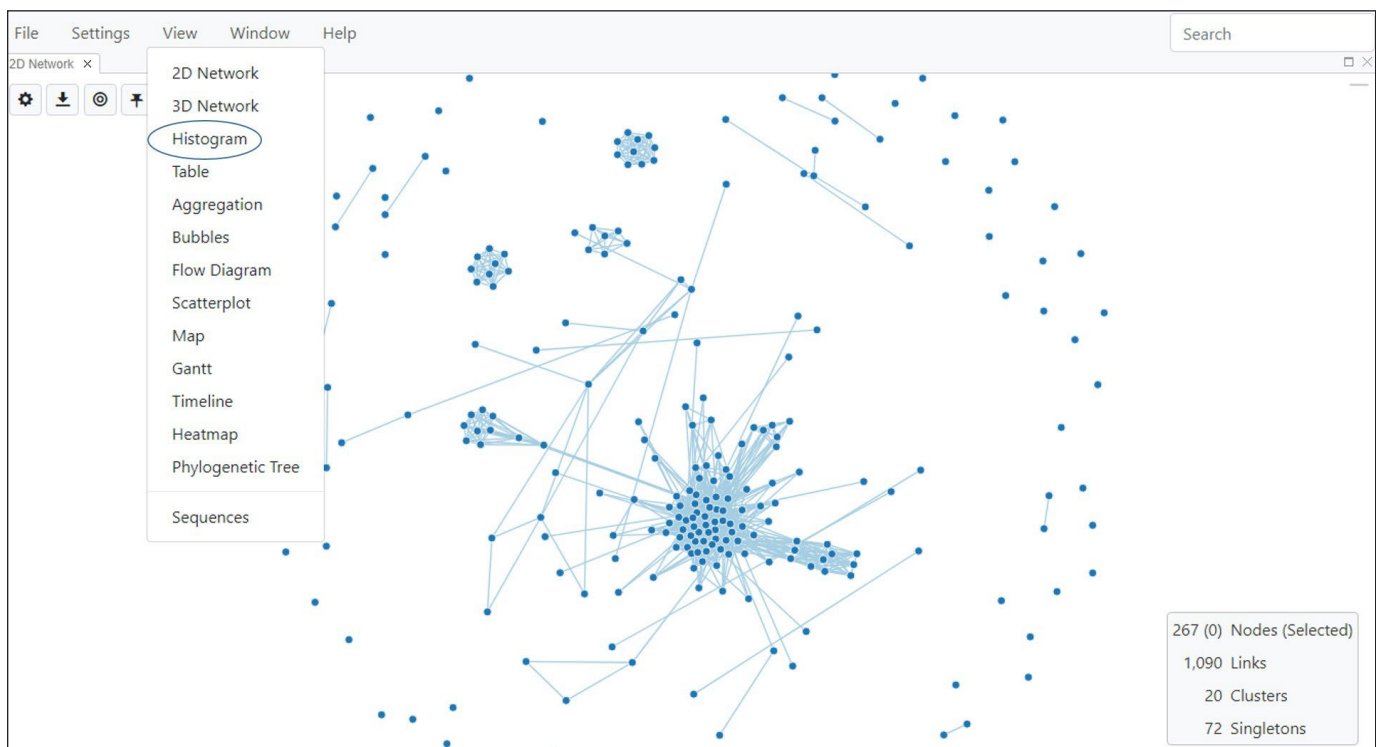 File Settings View Window Help Search
2D Network
2D Network
3D Network
Histogram
Table
Aggregation
Bubbles
Flow Diagram
Scatterplot
Map
Gantt
Timeline
Heatmap
Phylogenetic Tree
Sequences
267 (0) Nodes (Selected)
1,090 Links
20 Clusters
72 Singletons